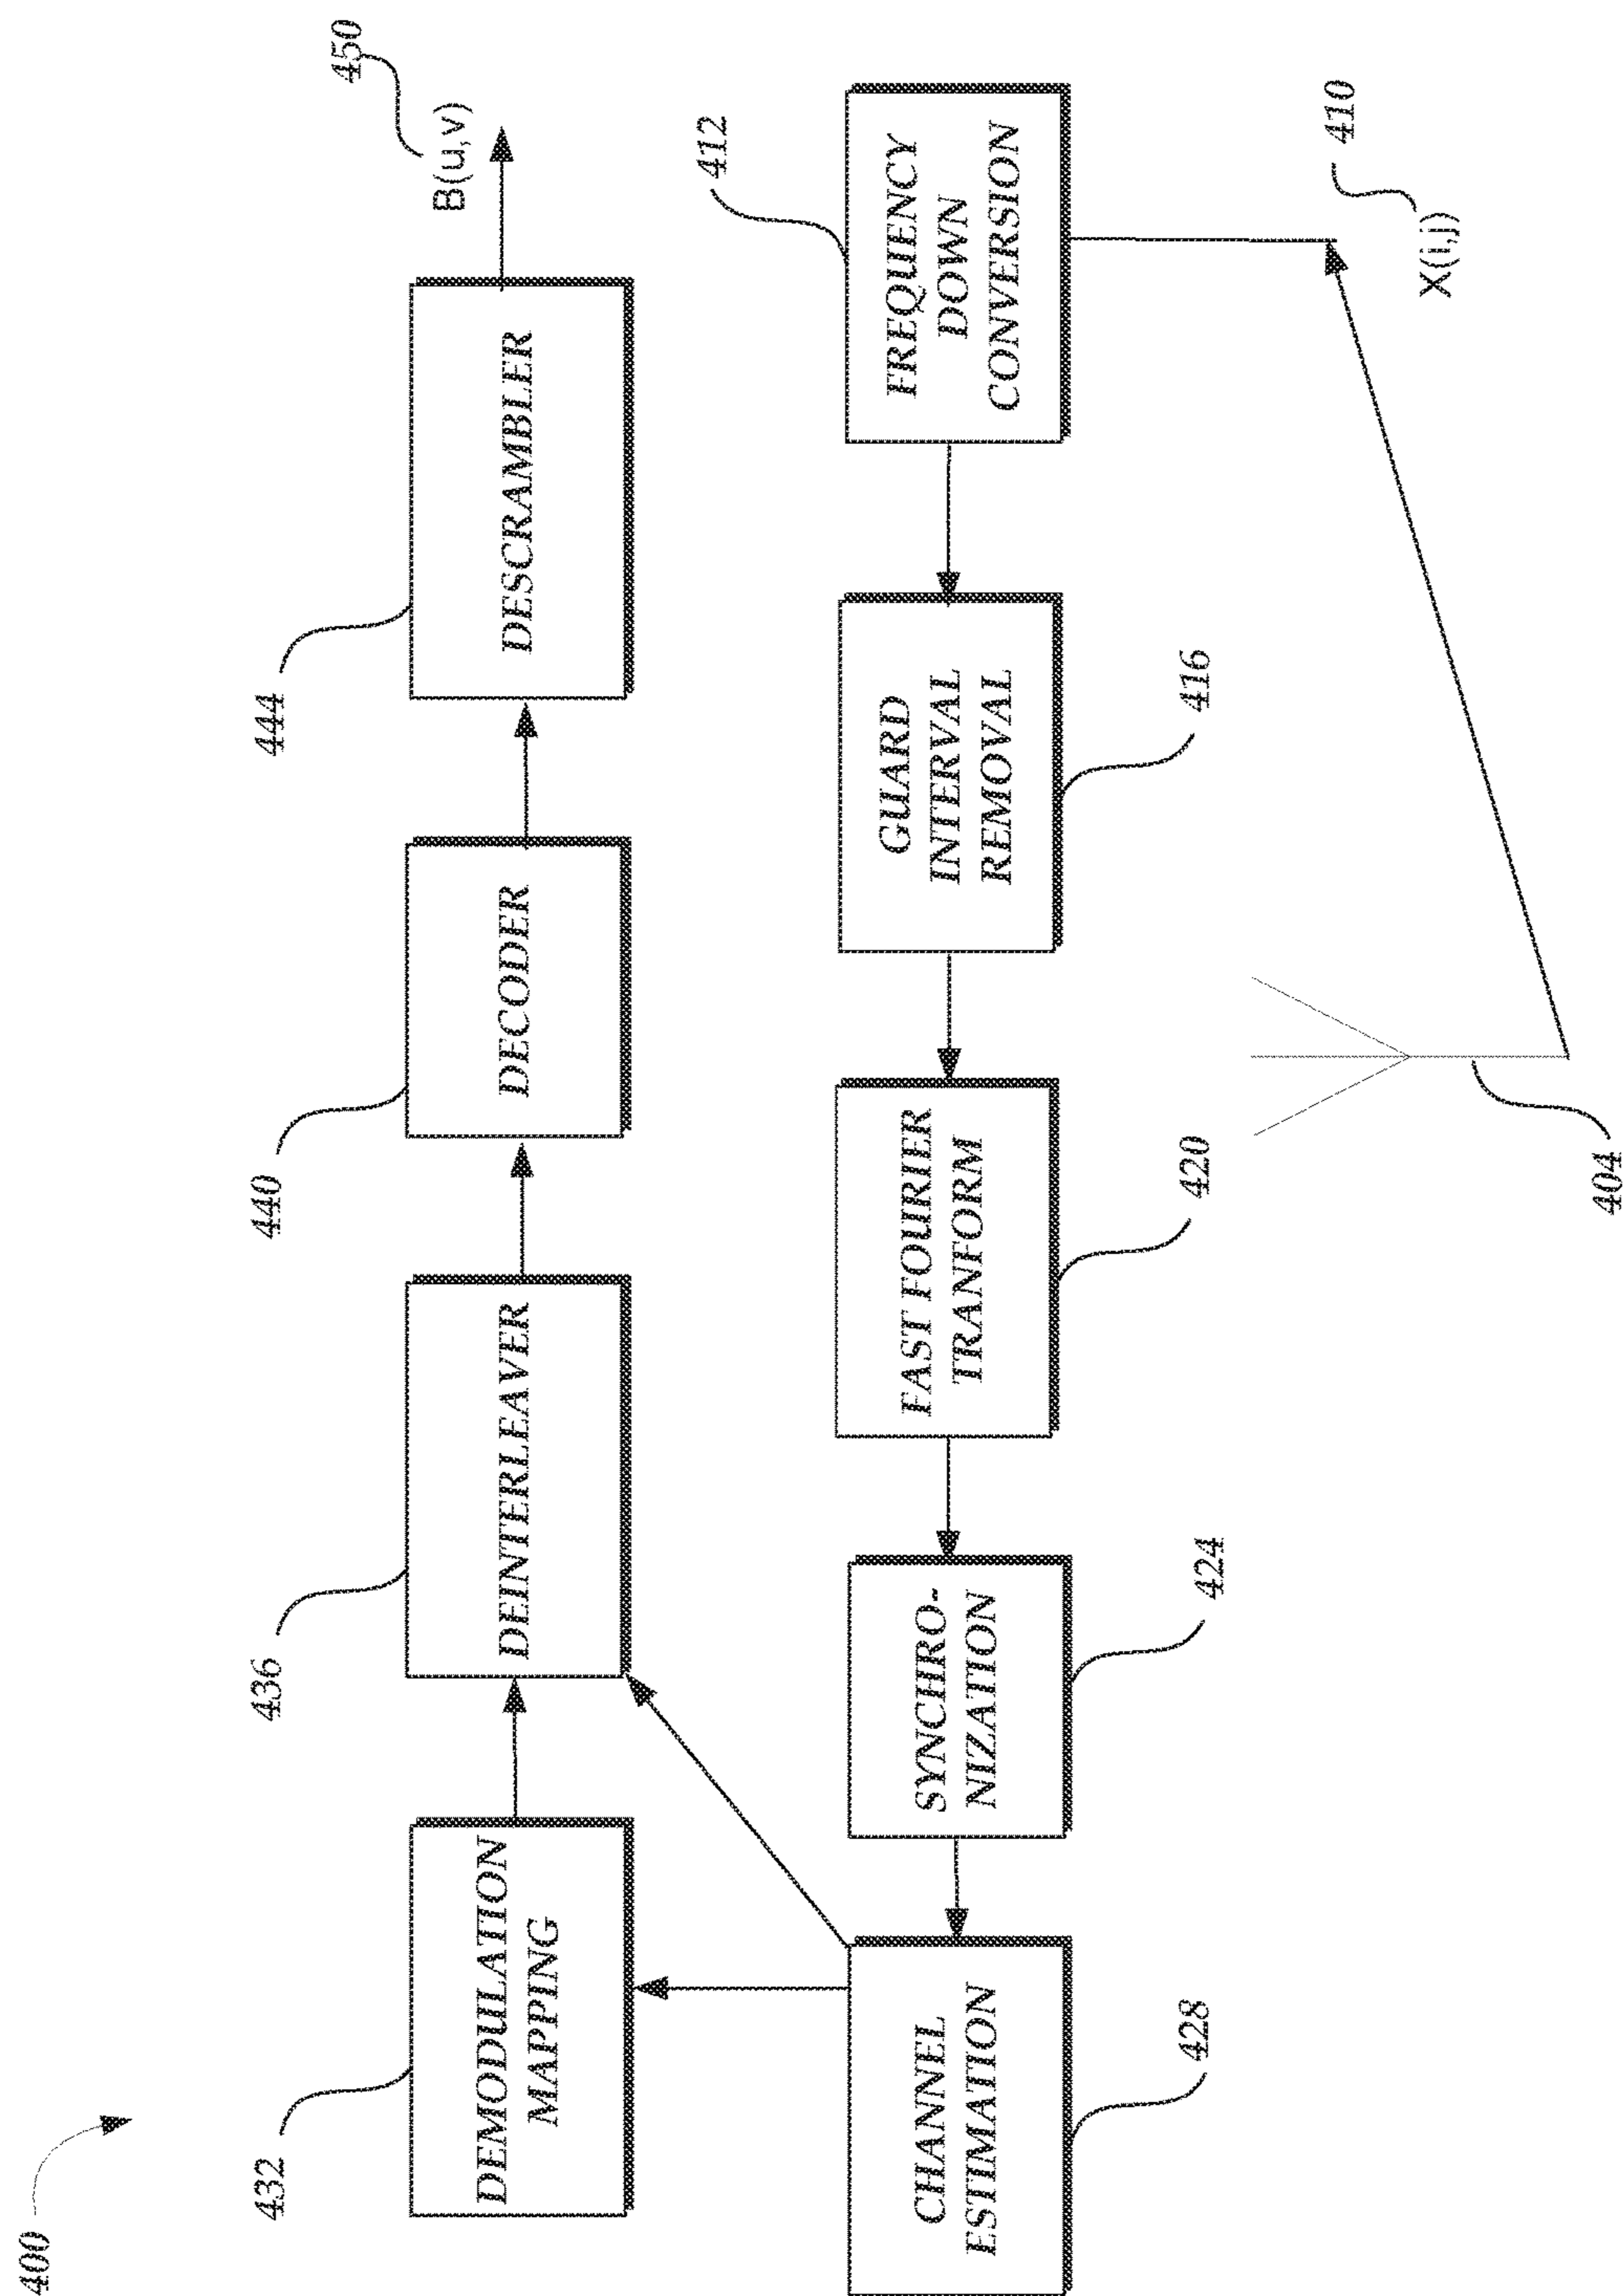 400
450
B(u,v)
432
DEMODULATION
MAPPING
436
DEINTERLEAVER
440
DECODER
444
DESCRAMBLER
CHANNEL
ESTIMATION
428
SYNCHRO-
NIZATION
424
FAST FOURIER
TRANFORM
420
GUARD
INTERVAL
REMOVAL
416
412
FREQUENCY
DOWN
CONVERSION
404
410
X(i,j)